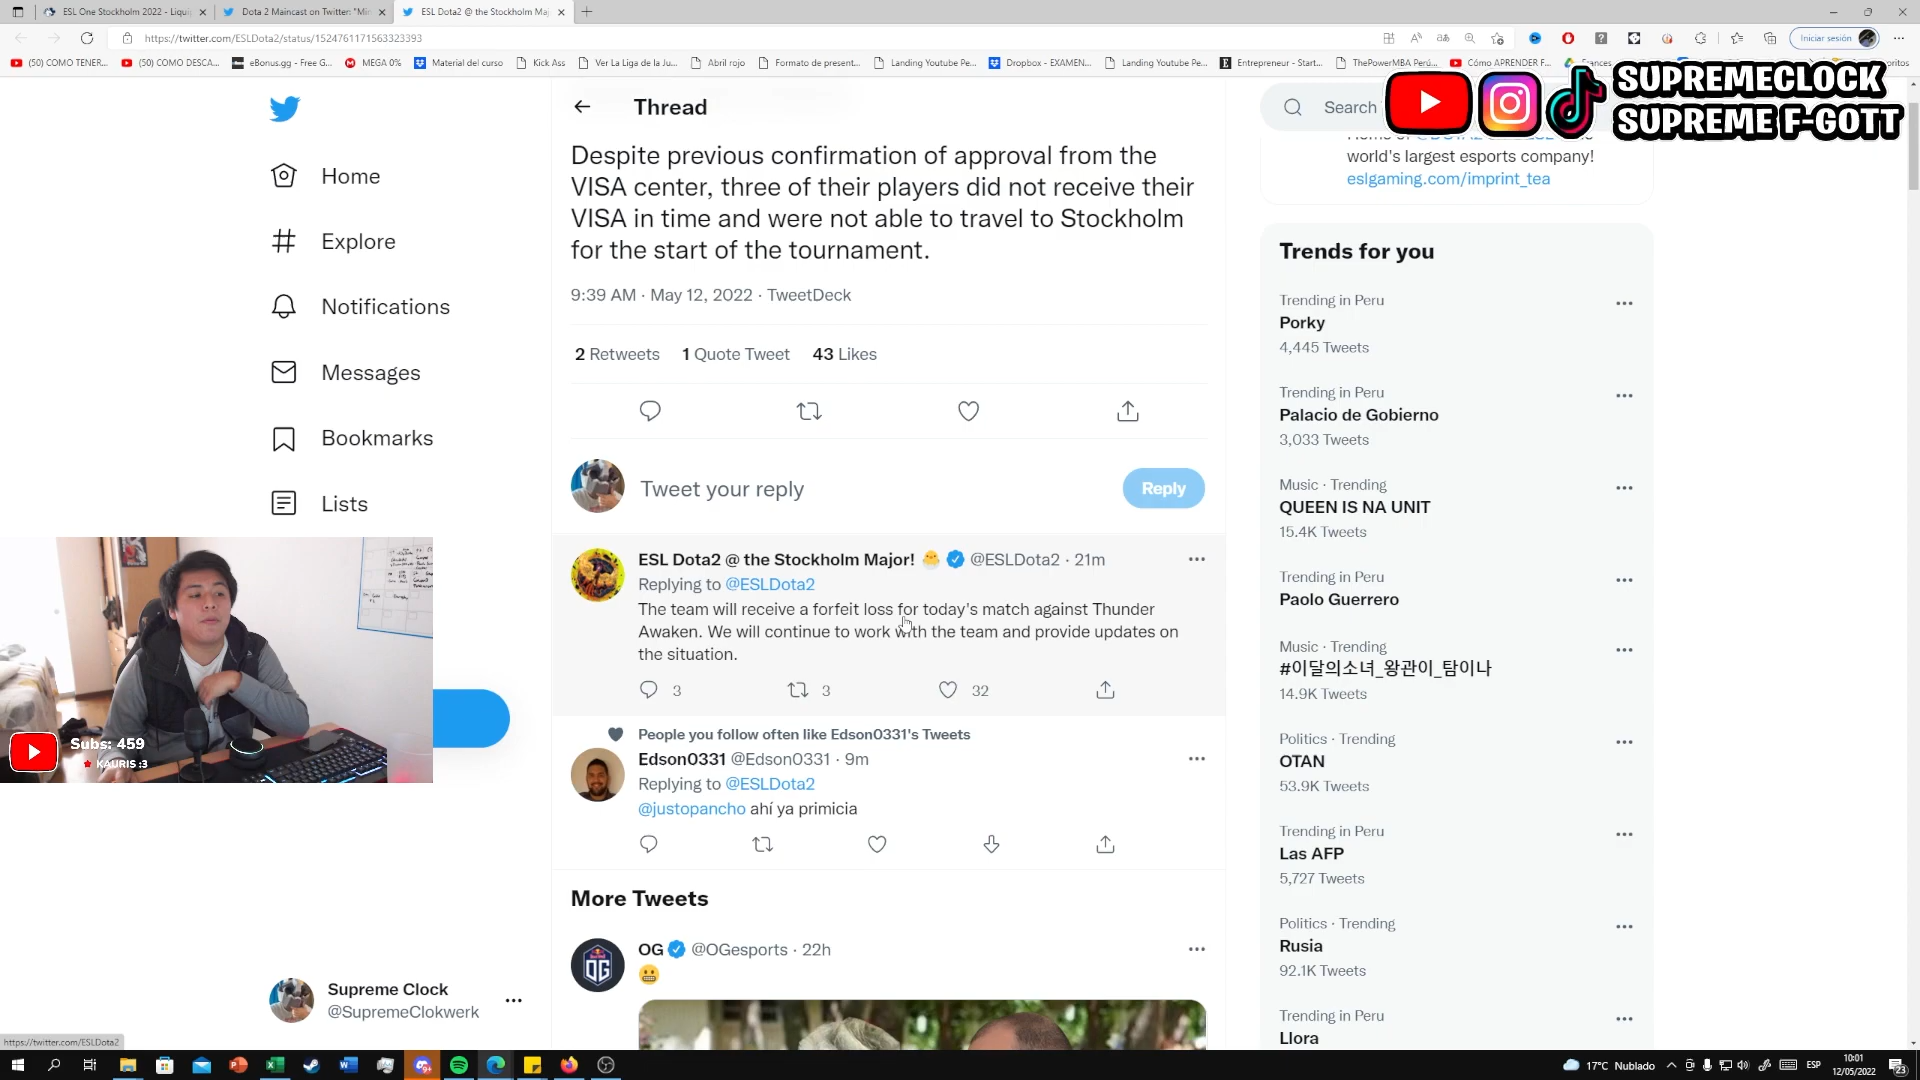 ESL One Stockholm 2022 - Liquip
Dota 2 Maincast on Twitter: "Min
ESL Dota2 @ the Stockholm Maj
https://twitter.com/ESLDota2/status/1524761171563323393
Iniciar sesión
(50) COMO TENER...
(50) COMO DESCA...
eBonus.gg - Free G...
MEGA 0%
Material del curso
Kick Ass
Ver La Liga de la Ju...
Abril rojo
Formato de present...
Landing Youtube Pe...
Dropbox - EXAMEN...
Landing Youtube Pe...
Entrepreneur - Start...
ThePowerMBA Perú...
Cómo APRENDER F...
SUPREMECLOCK
SUPREME F-GOTT
Home
Explore
Notifications
Messages
Bookmarks
Lists
Subs: 459
KAURIS :3
Supreme Clock
@SupremeClokwerk
https://twitter.com/ESLDota2
Thread
Despite previous confirmation of approval from the
VISA center, three of their players did not receive their
VISA in time and were not able to travel to Stockholm
for the start of the tournament.
9:39 AM · May 12, 2022 · TweetDeck
2 Retweets 1 Quote Tweet 43 Likes
Tweet your reply
Reply
ESL Dota2 @ the Stockholm Major! 🐣 @ESLDota2 · 21m
Replying to @ESLDota2
The team will receive a forfeit loss for today's match against Thunder
Awaken. We will continue to work with the team and provide updates on
the situation.
3 3 32
People you follow often like Edson0331's Tweets
Edson0331 @Edson0331 · 9m
Replying to @ESLDota2
@justopancho ahí ya primicia
More Tweets
OG @OGesports · 22h
😬
OG
Search
world's largest esports company!
eslgaming.com/imprint_tea
Trends for you
Trending in Peru
Porky
4,445 Tweets
Trending in Peru
Palacio de Gobierno
3,033 Tweets
Music · Trending
QUEEN IS NA UNIT
15.4K Tweets
Trending in Peru
Paolo Guerrero
Music · Trending
#이달의소녀_왕관이_탐이나
14.9K Tweets
Politics · Trending
OTAN
53.9K Tweets
Trending in Peru
Las AFP
5,727 Tweets
Politics · Trending
Rusia
92.1K Tweets
Trending in Peru
Llora
17°C Nublado
ESP
10:01
12/05/2022
23